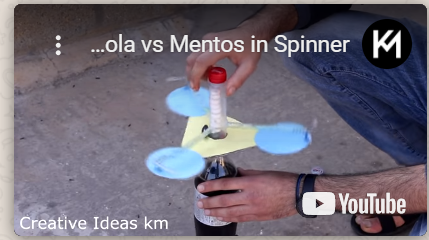 ...ola vs Mentos in Spinner
KM
YouTube
Creative Ideas km